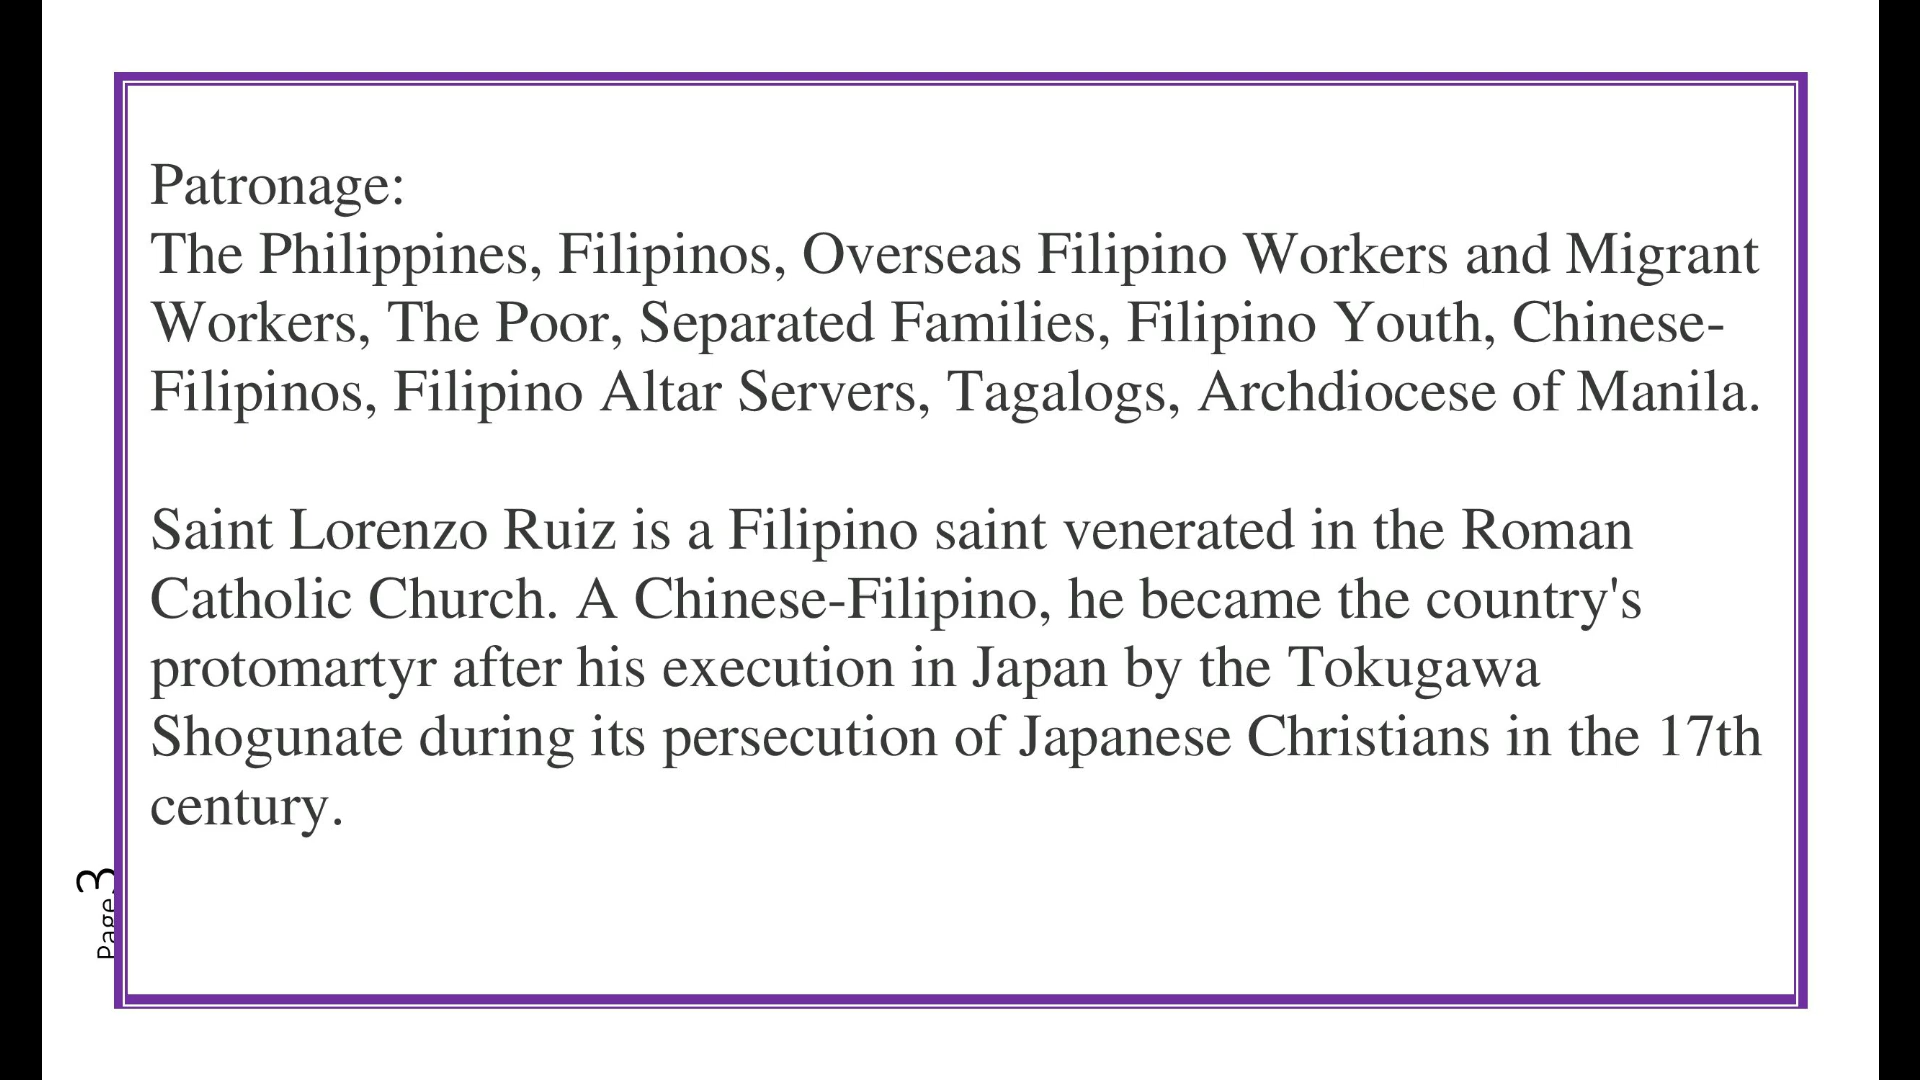 Patronage:
The Philippines, Filipinos, Overseas Filipino Workers and Migrant
Workers, The Poor, Separated Families, Filipino Youth, Chinese-
Filipinos, Filipino Altar Servers, Tagalogs, Archdiocese of Manila.
Saint Lorenzo Ruiz is a Filipino saint venerated in the Roman
Catholic Church. A Chinese-Filipino, he became the country's
protomartyr after his execution in Japan by the Tokugawa
Shogunate during its persecution of Japanese Christians in the 17th
century.
Page 3